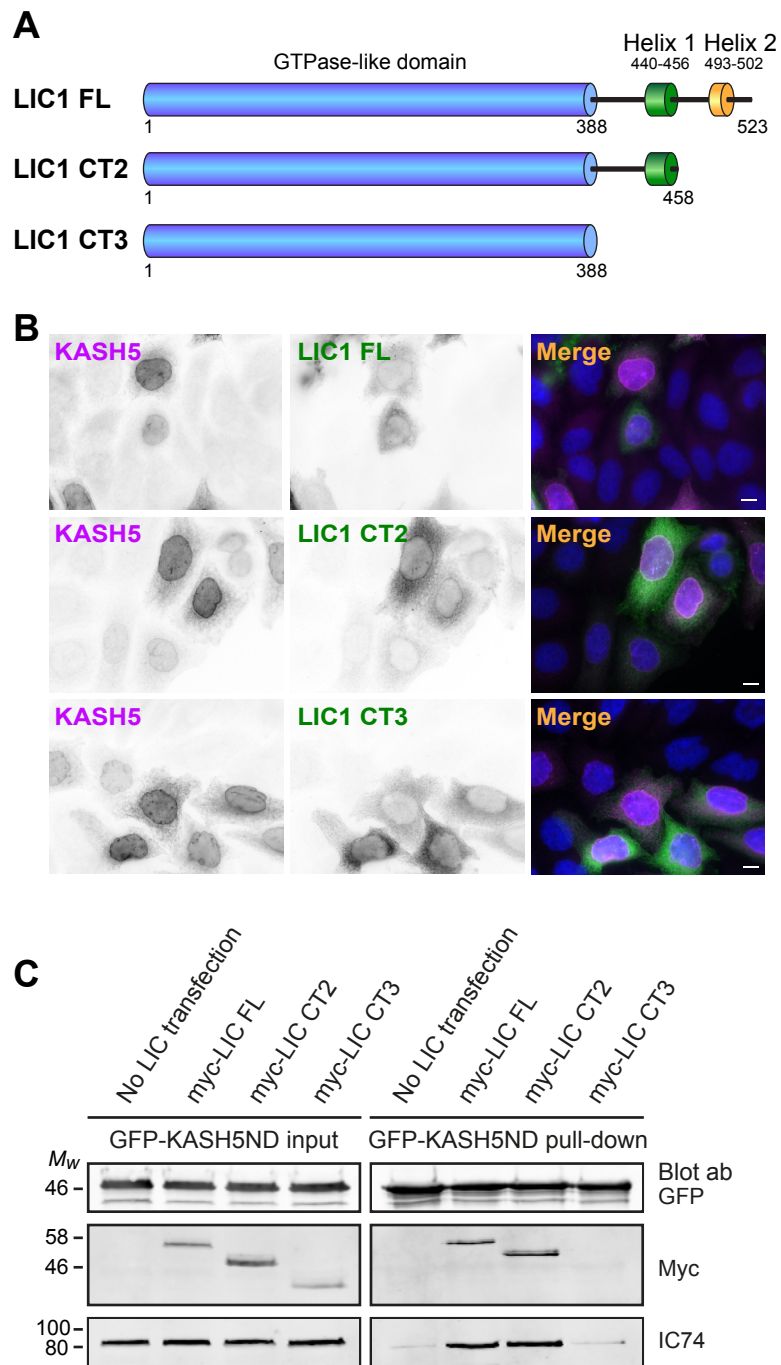 A
GTPase-like domain
Helix 1 Helix 2
440-456 493-502
LIC1 FL
1 388 523
LIC1 CT2
1 458
LIC1 CT3
1 388
B
KASH5 LIC1 FL Merge
KASH5 LIC1 CT2 Merge
KASH5 LIC1 CT3 Merge
C
No LIC transfection
myc-LIC FL
myc-LIC CT2
myc-LIC CT3
No LIC transfection
myc-LIC FL
myc-LIC CT2
myc-LIC CT3
GFP-KASH5ND input GFP-KASH5ND pull-down
Mw
46
Blot ab
GFP
58
46
Myc
100
80
IC74